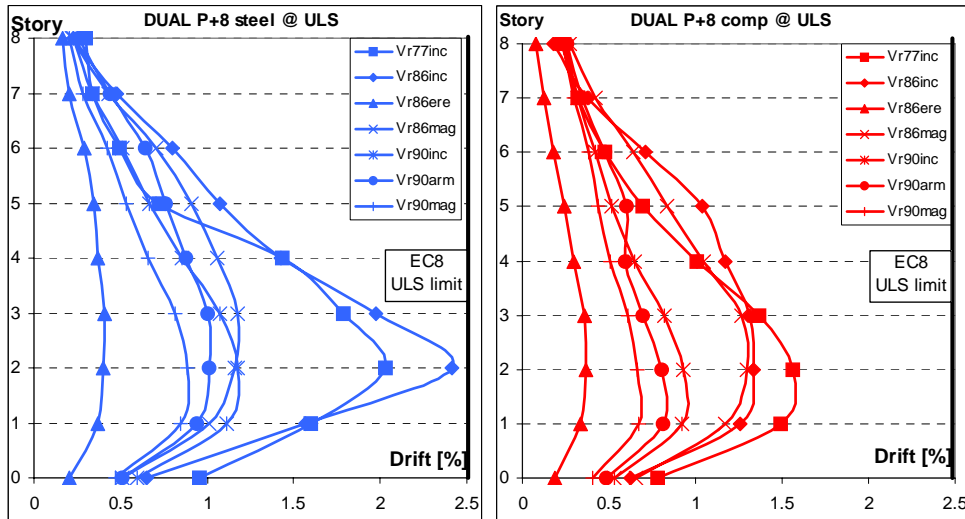 Story
DUAL P+8 steel @ ULS
8
7
6
5
4
3
2
1
0
Vr77inc
Vr86inc
Vr86ere
Vr86mag
Vr90inc
Vr90arm
Vr90mag
EC8
ULS limit
Drift [%]
0
0.5
1
1.5
2
2.5
Story
DUAL P+8 comp @ ULS
8
7
6
5
4
3
2
1
0
Vr77inc
Vr86inc
Vr86ere
Vr86mag
Vr90inc
Vr90arm
Vr90mag
EC8
ULS limit
Drift [%]
0
0.5
1
1.5
2
2.5